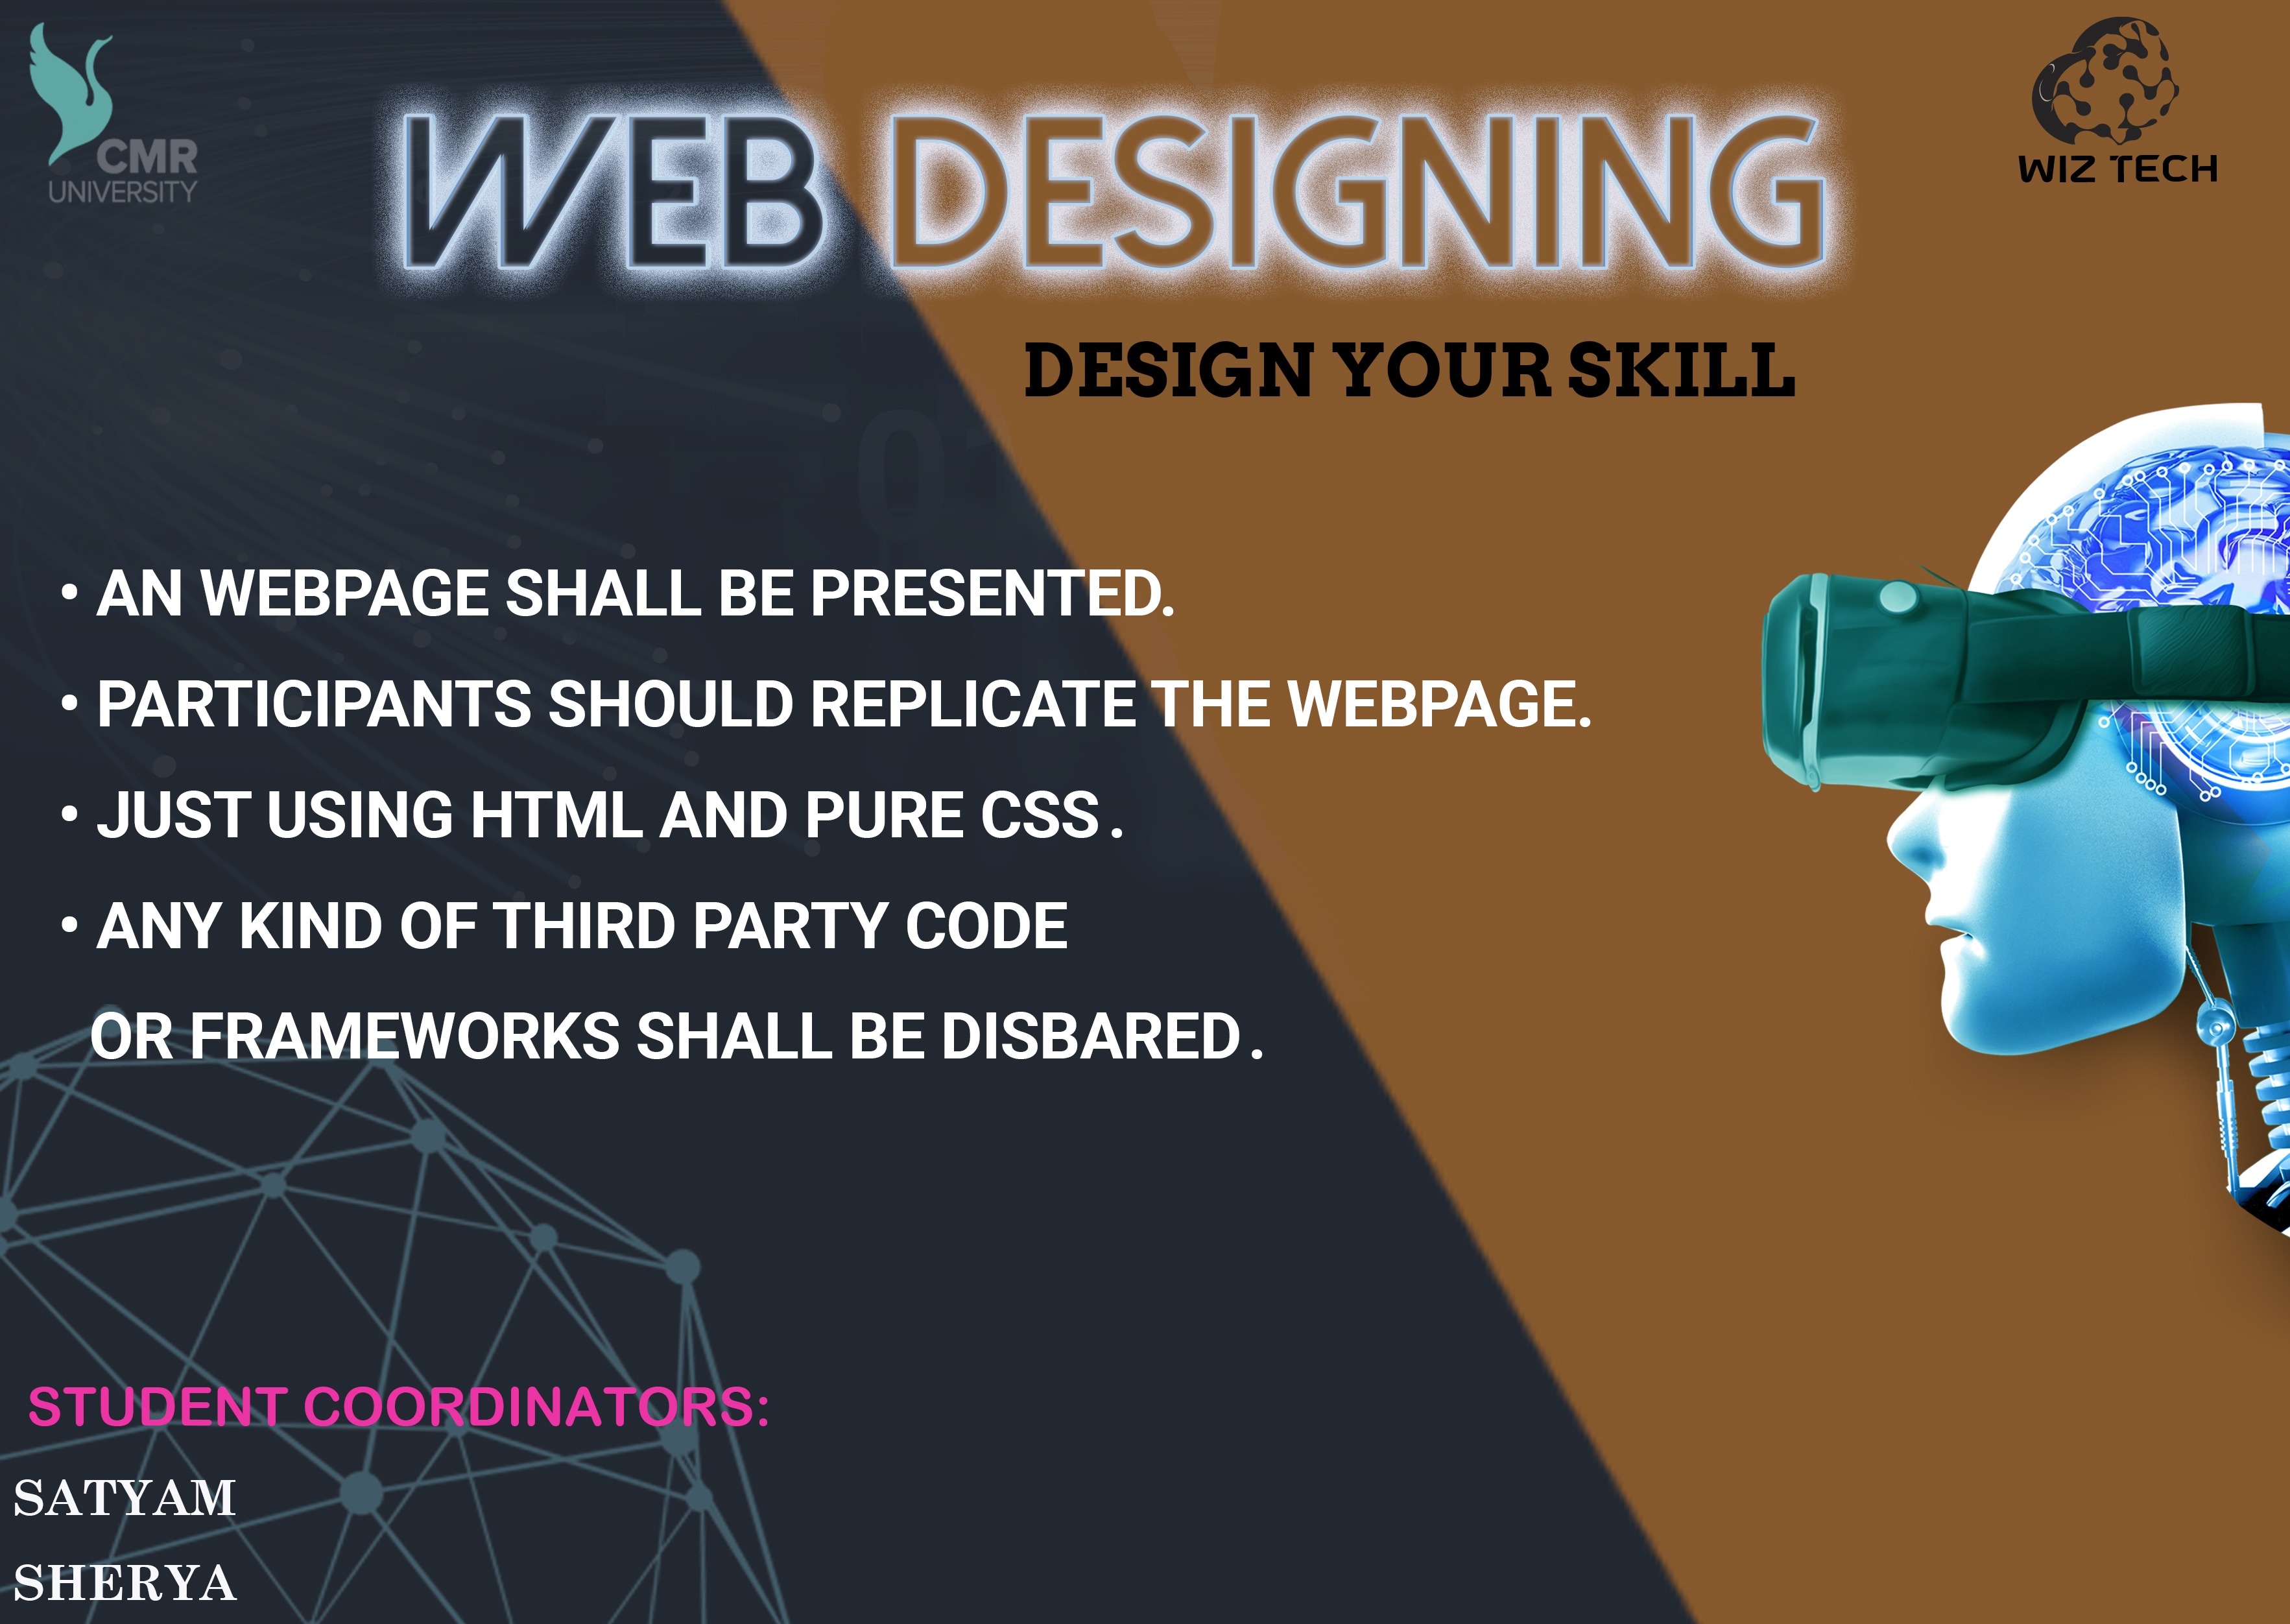 CMR
UNIVERSITY
WEB DESIGNING
WIZ TECH
DESIGN YOUR SKILL
• AN WEBPAGE SHALL BE PRESENTED.
• PARTICIPANTS SHOULD REPLICATE THE WEBPAGE.
• JUST USING HTML AND PURE CSS .
• ANY KIND OF THIRD PARTY CODE
OR FRAMEWORKS SHALL BE DISBARED .
STUDENT COORDINATORS:
SATYAM
SHERYA